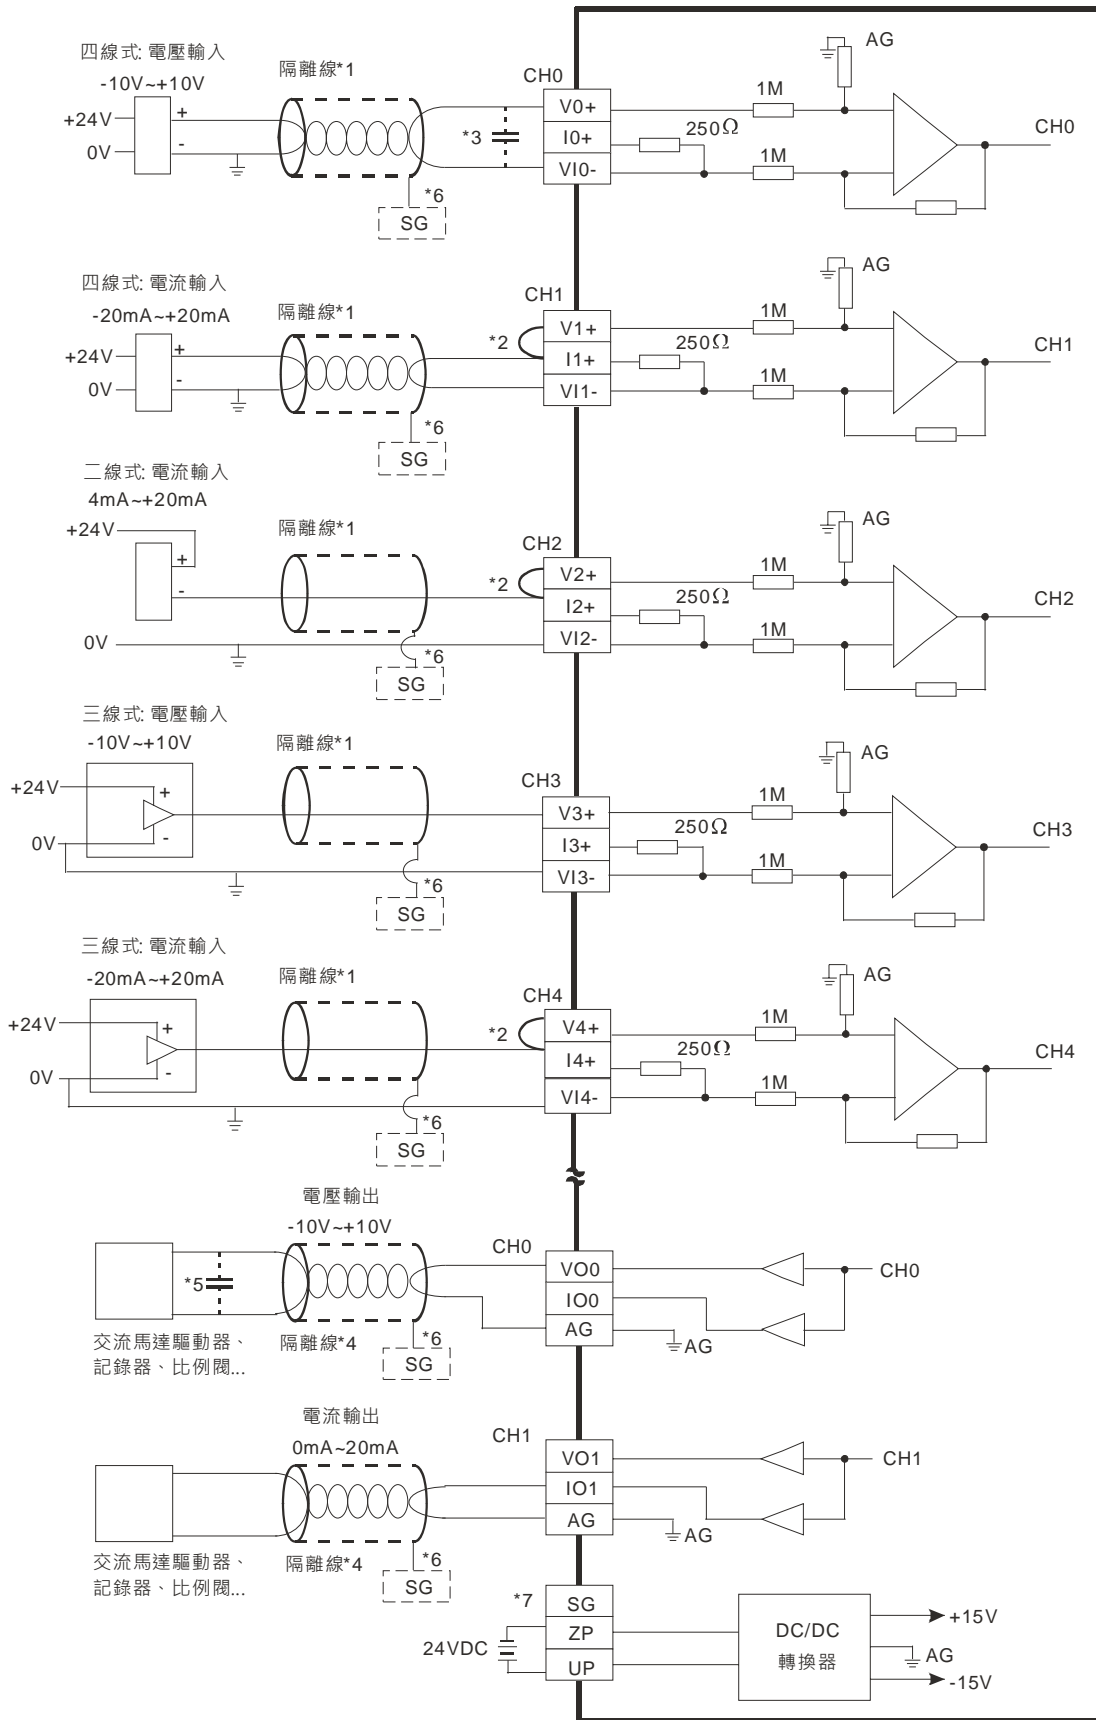 四線式: 電壓輸入
-10V~+10V
隔離線*1
+24V
0V
+
-
*3
*6
SG
CH0
V0+
I0+
VI0-
250Ω
1M
1M
AG
CH0
四線式: 電流輸入
-20mA~+20mA
隔離線*1
+24V
0V
+
-
*2
*6
SG
CH1
V1+
I1+
VI1-
250Ω
1M
1M
AG
CH1
二線式: 電流輸入
4mA~+20mA
+24V
隔離線*1
+
-
0V
*2
*6
SG
CH2
V2+
I2+
VI2-
250Ω
1M
1M
AG
CH2
三線式: 電壓輸入
-10V~+10V
隔離線*1
+24V
0V
+
-
*6
SG
CH3
V3+
I3+
VI3-
250Ω
1M
1M
AG
CH3
三線式: 電流輸入
-20mA~+20mA
隔離線*1
+24V
0V
+
-
*2
*6
SG
CH4
V4+
I4+
VI4-
250Ω
1M
1M
AG
CH4
電壓輸出
-10V~+10V
*5
交流馬達驅動器、
記錄器、比例閥...
隔離線*4
*6
SG
CH0
VO0
IO0
AG
AG
CH0
電流輸出
0mA~20mA
交流馬達驅動器、
記錄器、比例閥...
隔離線*4
*6
SG
CH1
VO1
IO1
AG
AG
CH1
*7
24VDC
SG
ZP
UP
DC/DC
轉換器
+15V
AG
-15V